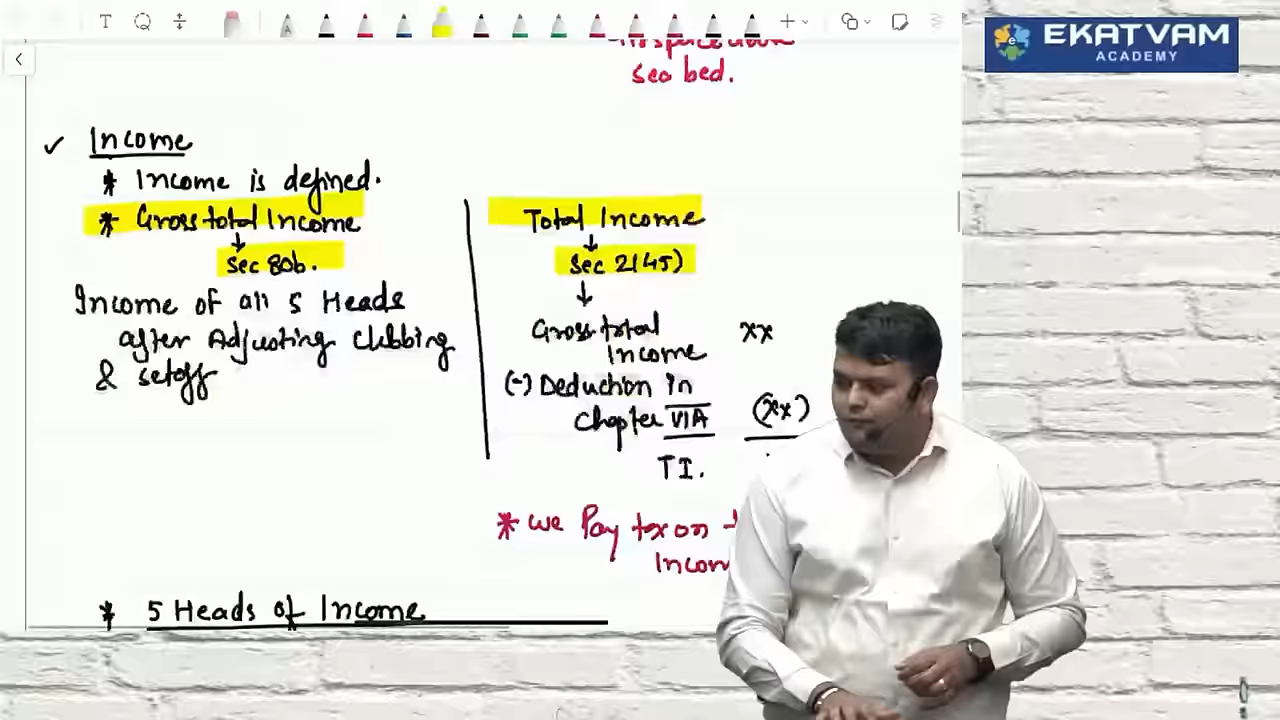 EKATVAM
ACADEMY
sea bed.
✓ Income
* Income is defined.
* Gross total Income
↓
Sec 80b.
Income of all 5 Heads
after Adjusting Clubbing
& setoff
Total Income
↓
Sec 2(45)
↓
Gross total
Income xx
(-) Deduction in
Chapter VIA (xx)
TI.
* We Pay tax on
Incom
* 5 Heads of Income